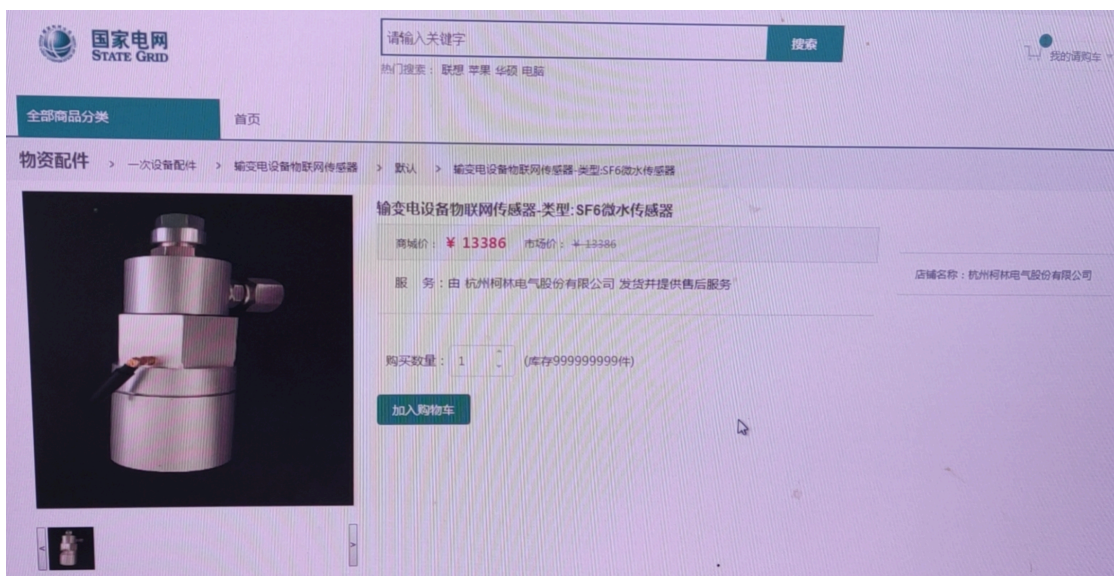 国家电网
STATE GRID
请输入关键字
搜索
热门搜索： 联想 苹果 华硕 电脑
我的请购车
全部商品分类
首页
物资配件 > 一次设备配件 > 输变电设备物联网传感器 > 默认 > 输变电设备物联网传感器-类型:SF6微水传感器
输变电设备物联网传感器-类型:SF6微水传感器
商城价： ¥ 13386 市场价： ¥ 13386
服 务：由 杭州柯林电气股份有限公司 发货并提供售后服务
店铺名称：杭州柯林电气股份有限公司
购买数量： 1 (库存999999999件)
加入购物车
< >